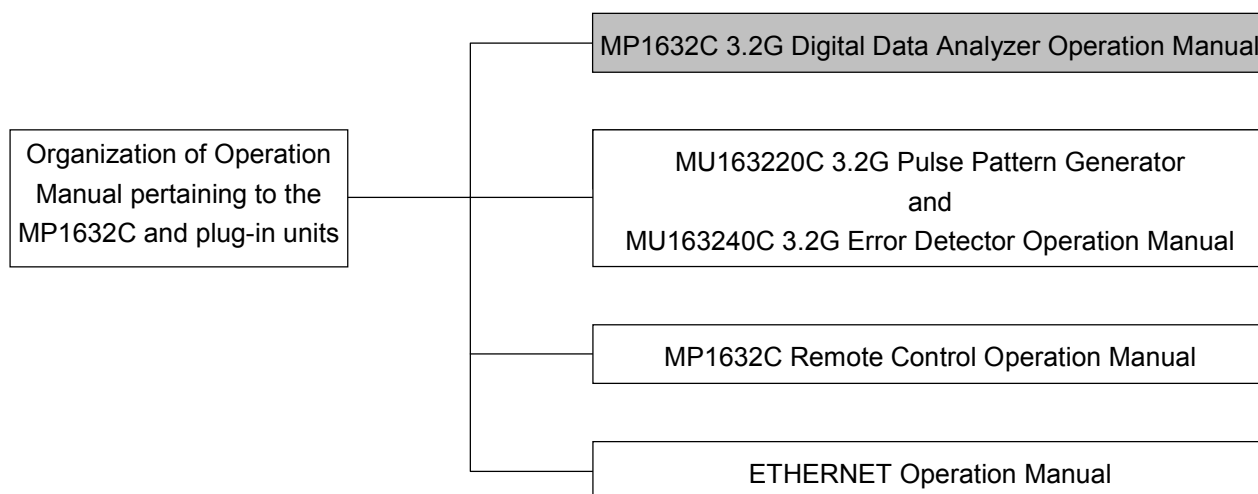 MP1632C 3.2G Digital Data Analyzer Operation Manual
Organization of Operation
Manual pertaining to the
MP1632C and plug-in units
MU163220C 3.2G Pulse Pattern Generator
and
MU163240C 3.2G Error Detector Operation Manual
MP1632C Remote Control Operation Manual
ETHERNET Operation Manual